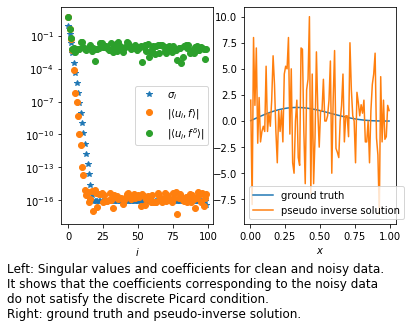 10⁻¹
10⁻⁴
10⁻⁷
10⁻¹⁰
10⁻¹³
10⁻¹⁶
0
25
50
75
100
i
σᵢ
|⟨uᵢ, f⟩|
|⟨uᵢ, f^δ⟩|
10.0
7.5
5.0
2.5
0.0
−2.5
−5.0
−7.5
0.00
0.25
0.50
0.75
1.00
x
ground truth
pseudo inverse solution
Left: Singular values and coefficients for clean and noisy data.
It shows that the coefficients corresponding to the noisy data
do not satisfy the discrete Picard condition.
Right: ground truth and pseudo-inverse solution.